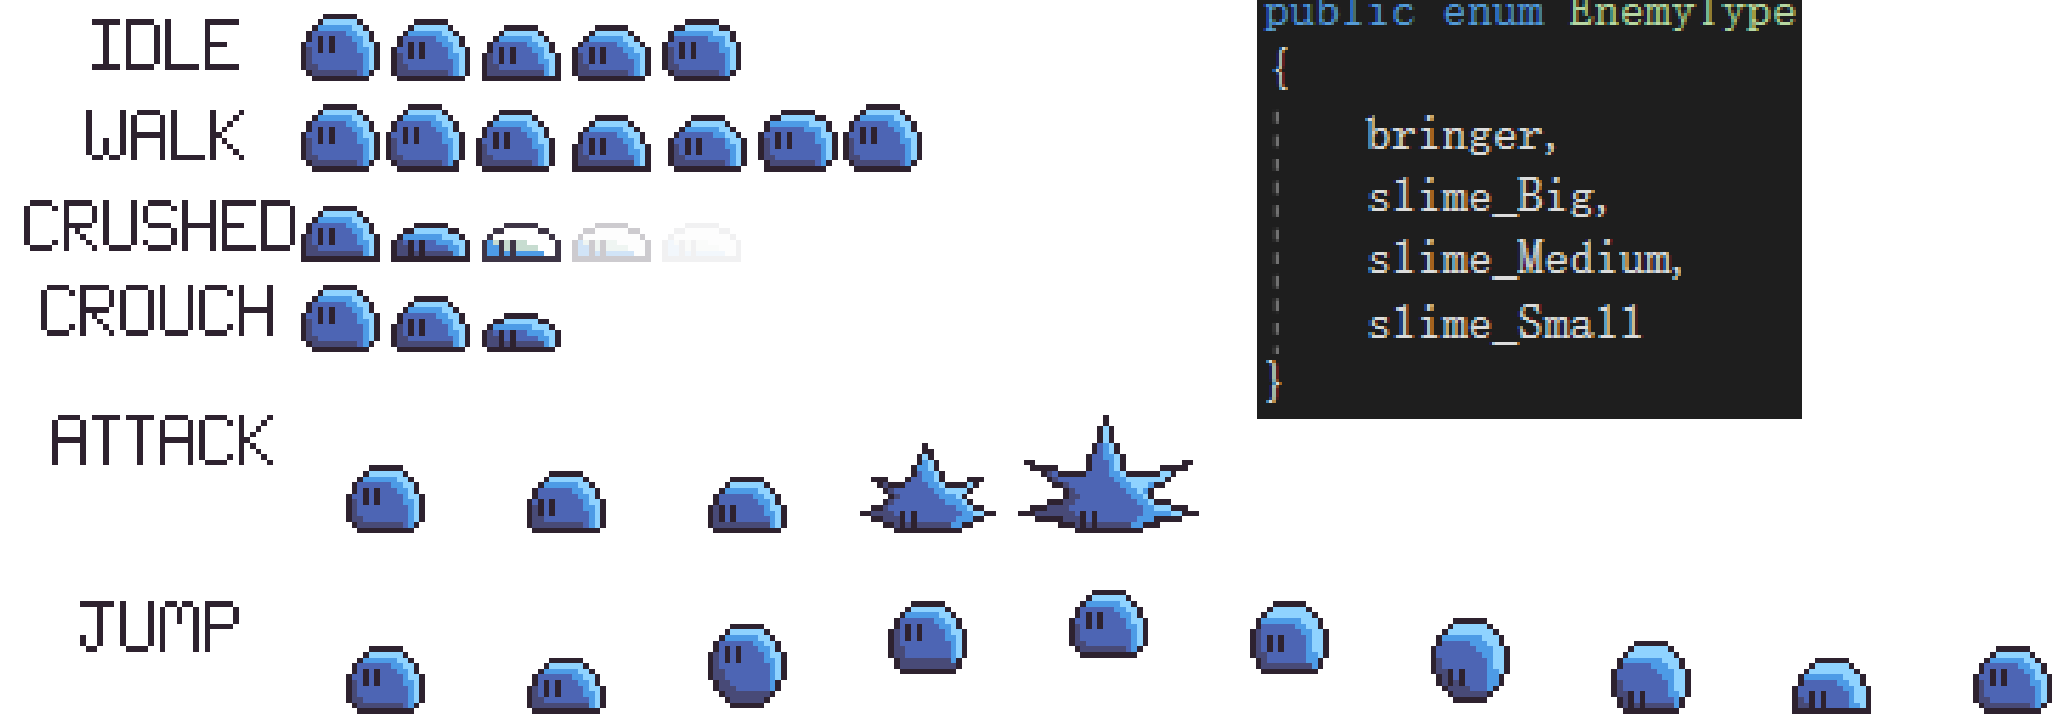 IDLE
WALK
CRUSHED
CROUCH
ATTACK
JUMP
public enum EnemyType
{
bringer,
slime_Big,
slime_Medium,
slime_Small
}